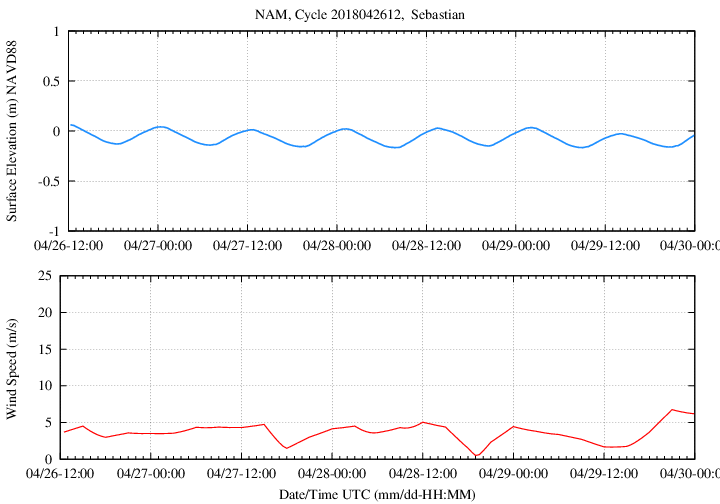 NAM, Cycle 2018042612,  Sebastian
Surface Elevation (m) NAVD88
1
0.5
0
-0.5
-1
04/26-12:00 04/27-00:00 04/27-12:00 04/28-00:00 04/28-12:00 04/29-00:00 04/29-12:00 04/30-00:0
Wind Speed (m/s)
25
20
15
10
5
0
04/26-12:00 04/27-00:00 04/27-12:00 04/28-00:00 04/28-12:00 04/29-00:00 04/29-12:00 04/30-00:0
Date/Time UTC (mm/dd-HH:MM)